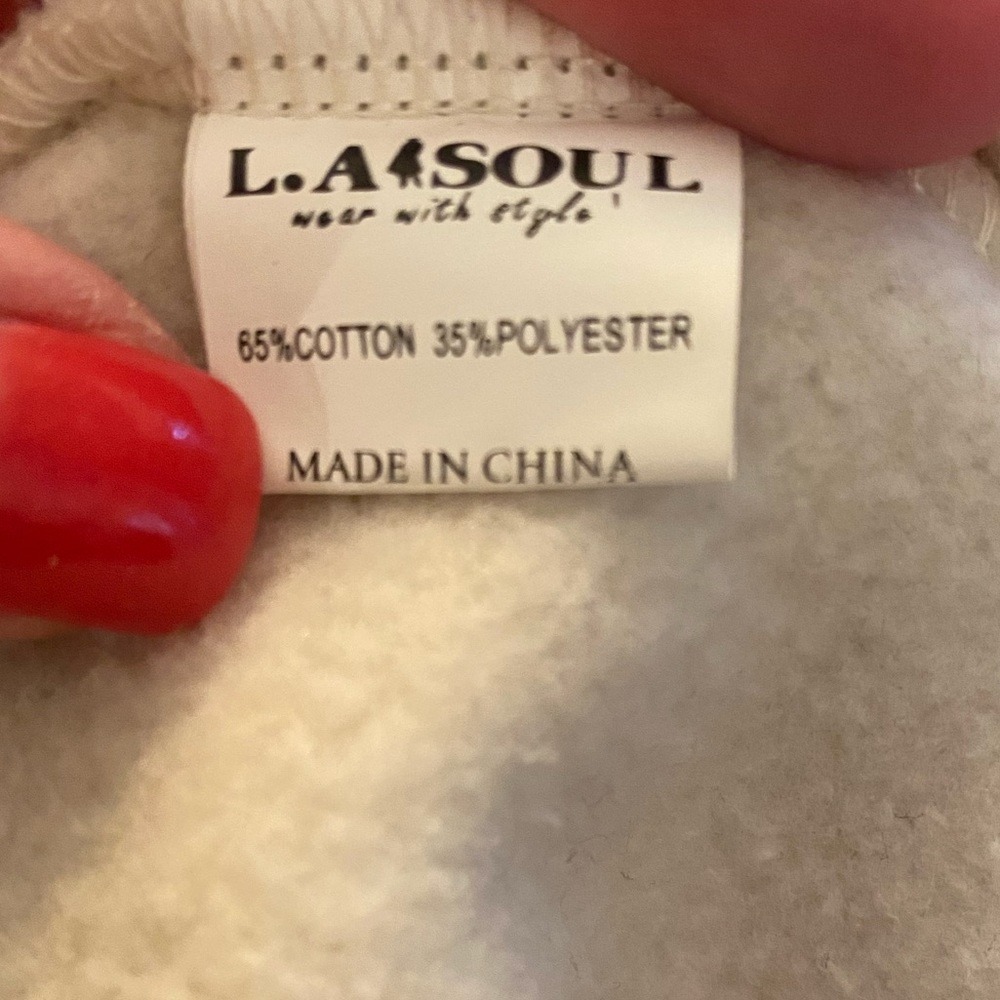 L.A SOUL
wear with style
65%COTTON 35%POLYESTER
MADE IN CHINA